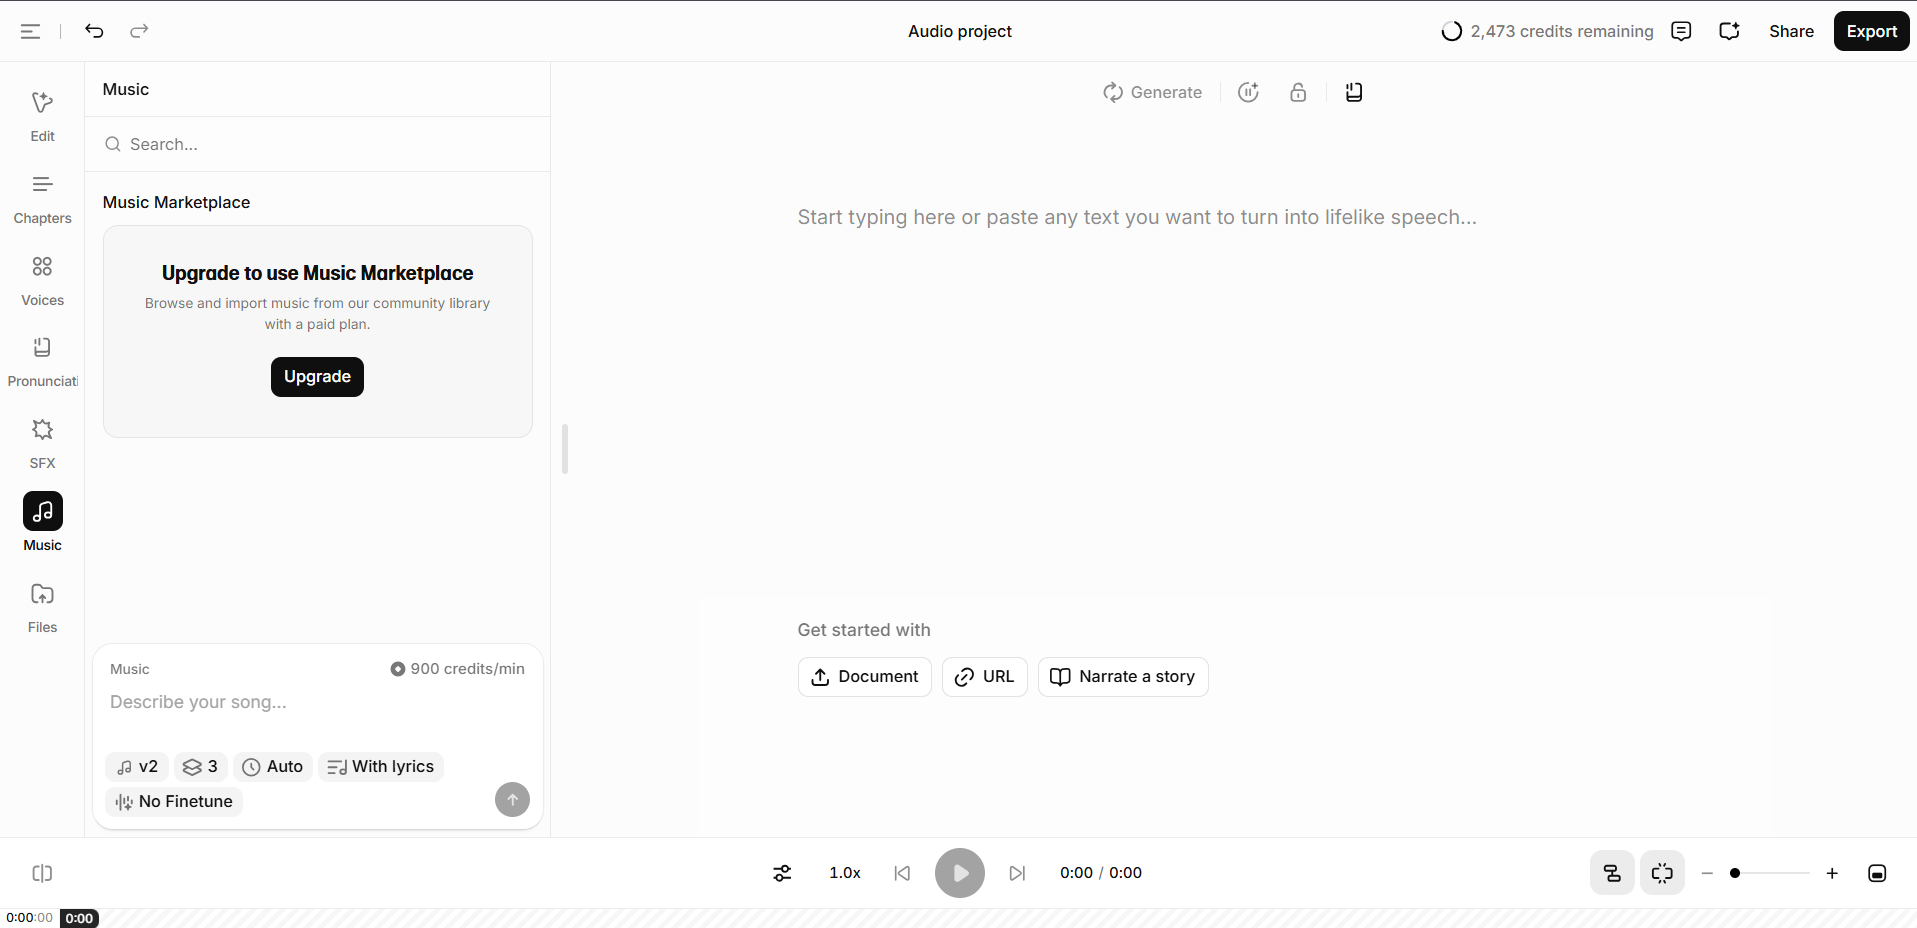 Audio project
2,473 credits remaining
Share
Export
Edit
Chapters
Voices
Pronunciati
SFX
Music
Files
Music
Search...
Music Marketplace
Upgrade to use Music Marketplace
Browse and import music from our community library
with a paid plan.
Upgrade
Music
900 credits/min
Describe your song...
v2
3
Auto
With lyrics
No Finetune
Generate
Start typing here or paste any text you want to turn into lifelike speech...
Get started with
Document
URL
Narrate a story
1.0x
0:00 / 0:00
0:00:00
0:00